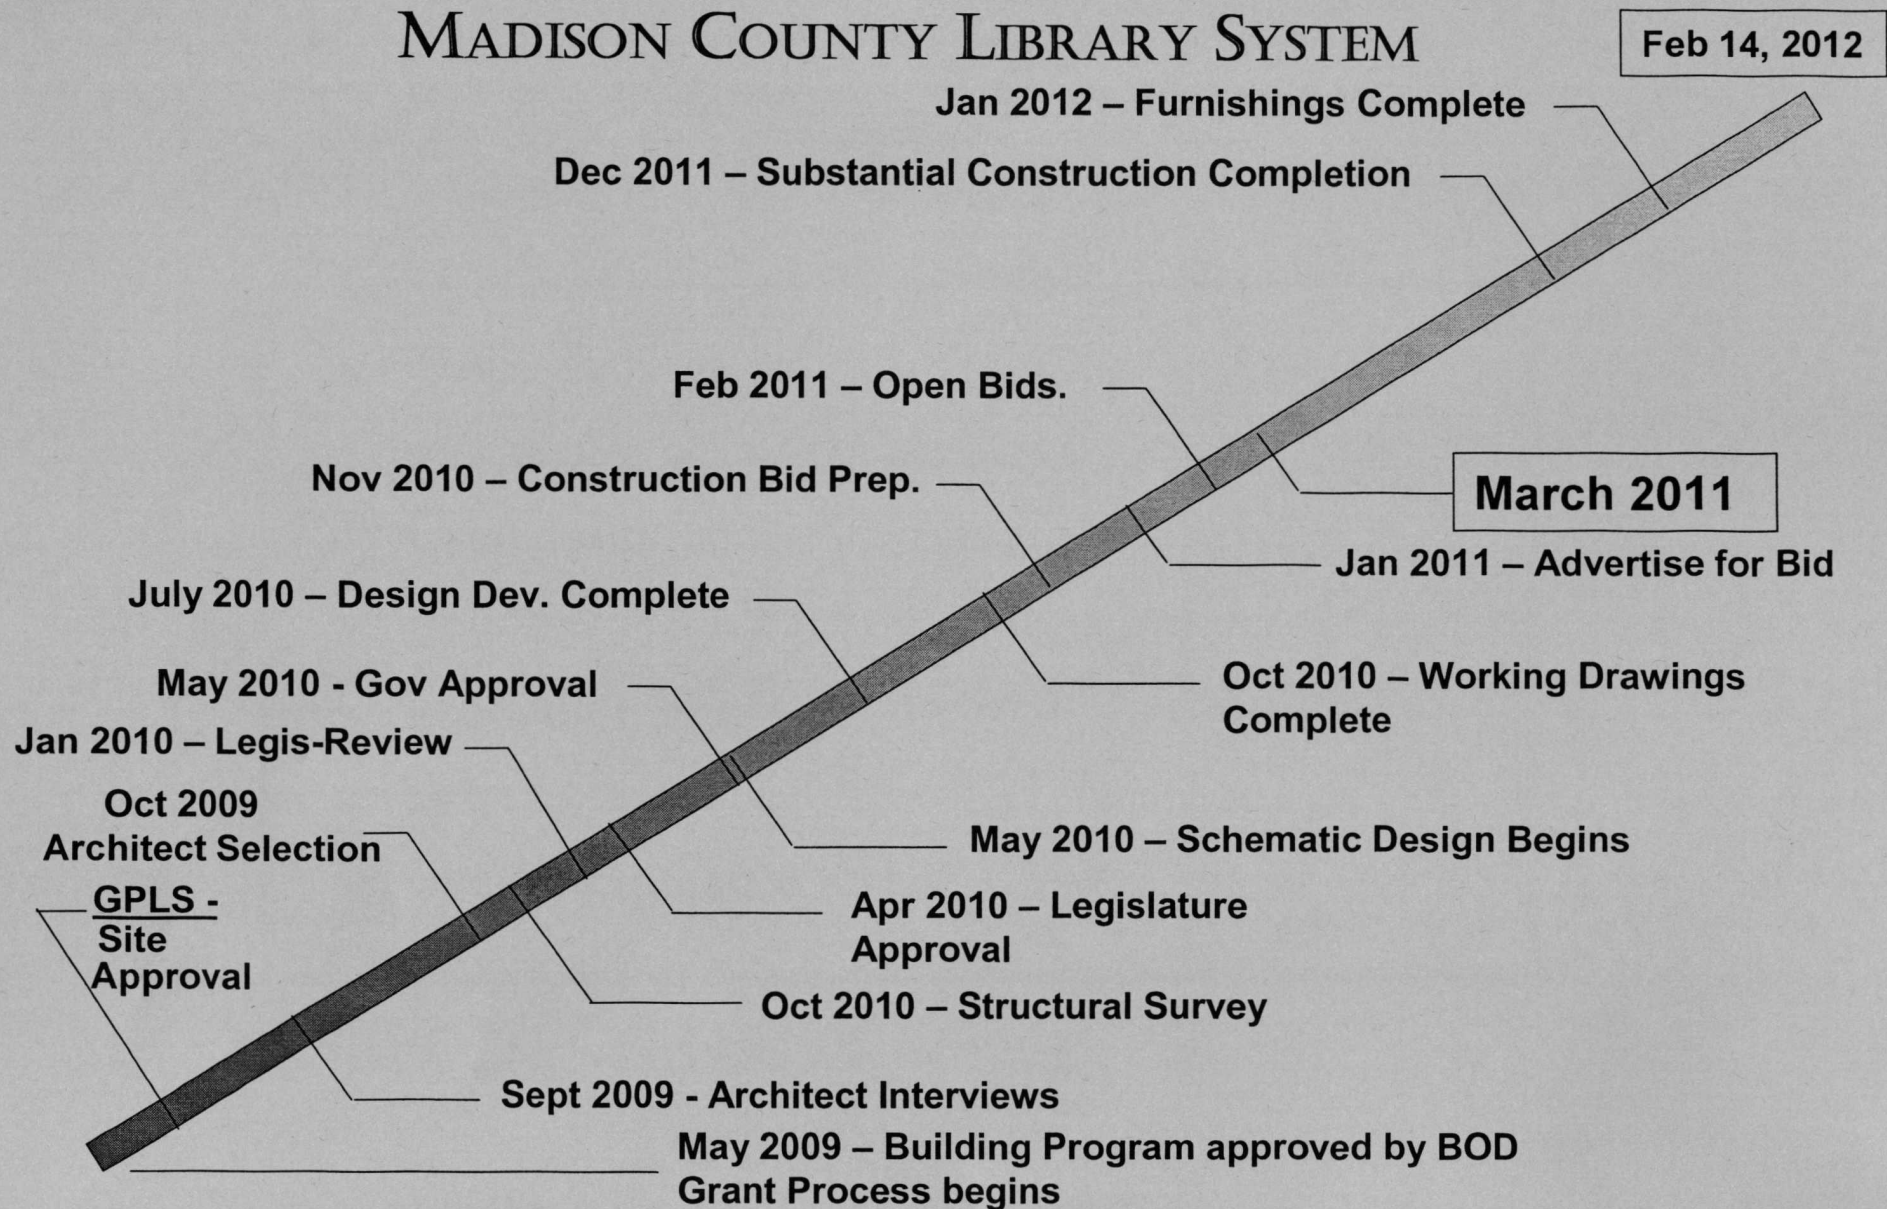 MADISON COUNTY LIBRARY SYSTEM
Feb 14, 2012
Jan 2012 – Furnishings Complete
Dec 2011 – Substantial Construction Completion
Feb 2011 – Open Bids.
Nov 2010 – Construction Bid Prep.
March 2011
Jan 2011 – Advertise for Bid
July 2010 – Design Dev. Complete
May 2010 - Gov Approval
Oct 2010 – Working Drawings
Complete
Jan 2010 – Legis-Review
Oct 2009
Architect Selection
May 2010 – Schematic Design Begins
GPLS -
Site
Approval
Apr 2010 – Legislature
Approval
Oct 2010 – Structural Survey
Sept 2009 - Architect Interviews
May 2009 – Building Program approved by BOD
Grant Process begins